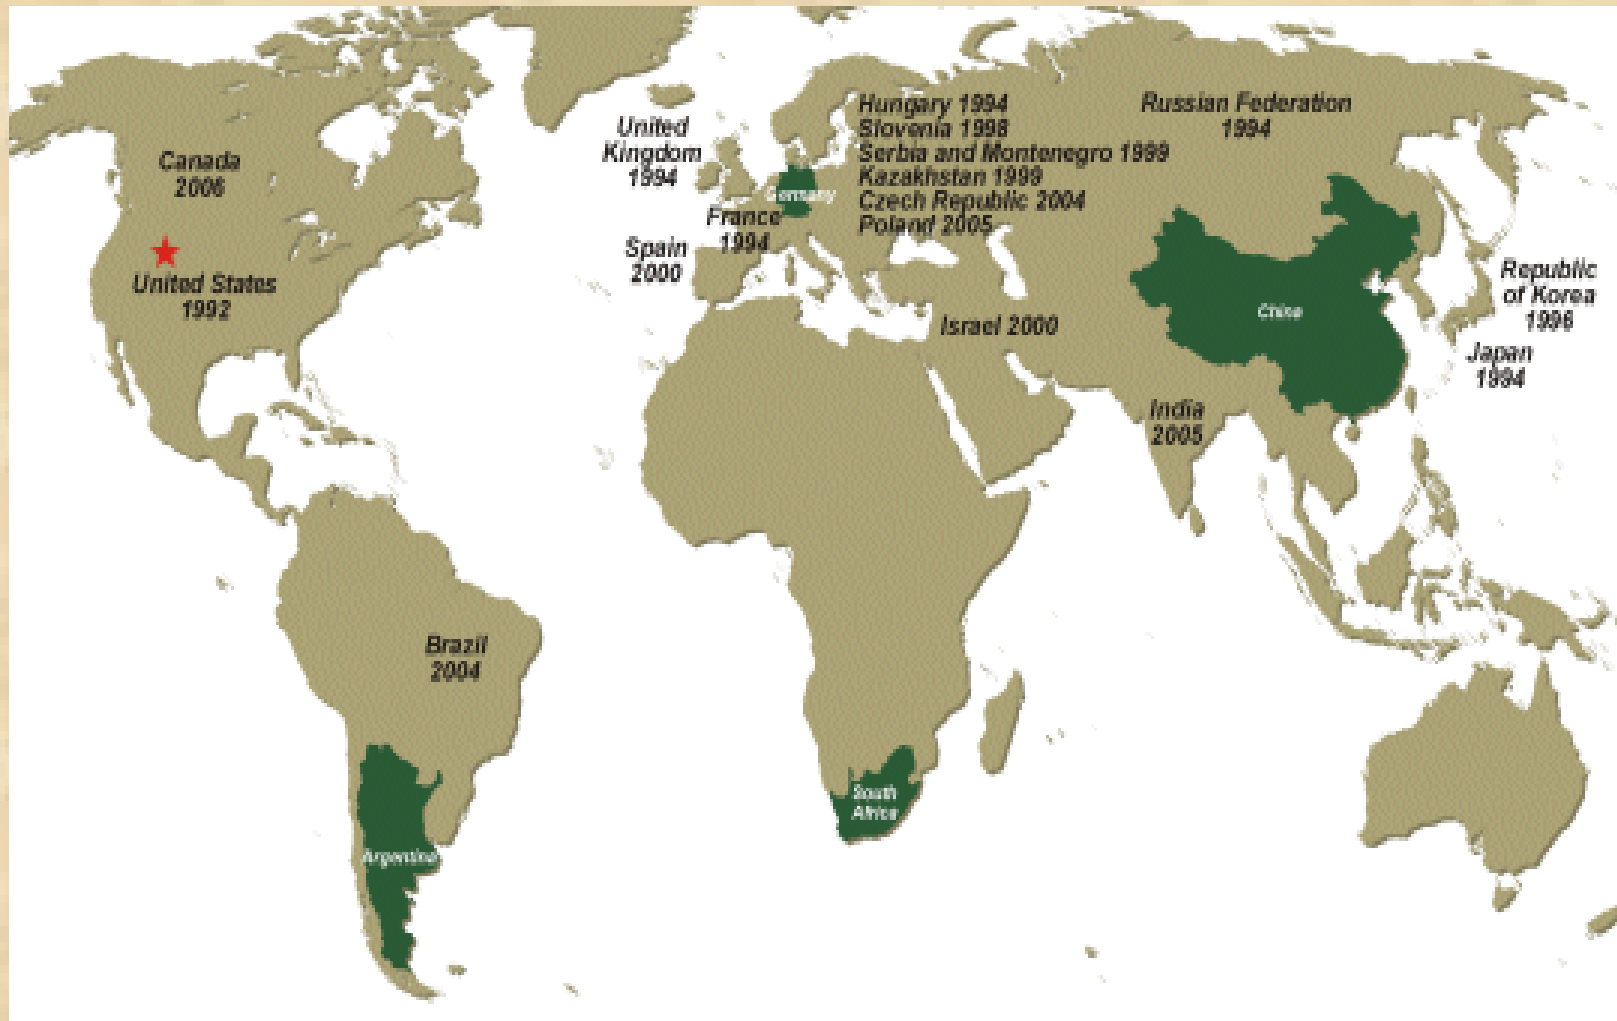 Canada
2006
United States
1992
Brazil
2004
Argentina
United
Kingdom
1994
France
1994
Spain
2000
Germany
Hungary 1994
Slovenia 1998
Serbia and Montenegro 1999
Kazakhstan 1999
Czech Republic 2004
Poland 2005
Israel 2000
South
Africa
Russian Federation
1994
China
India
2005
Republic
of Korea
1996
Japan
1994